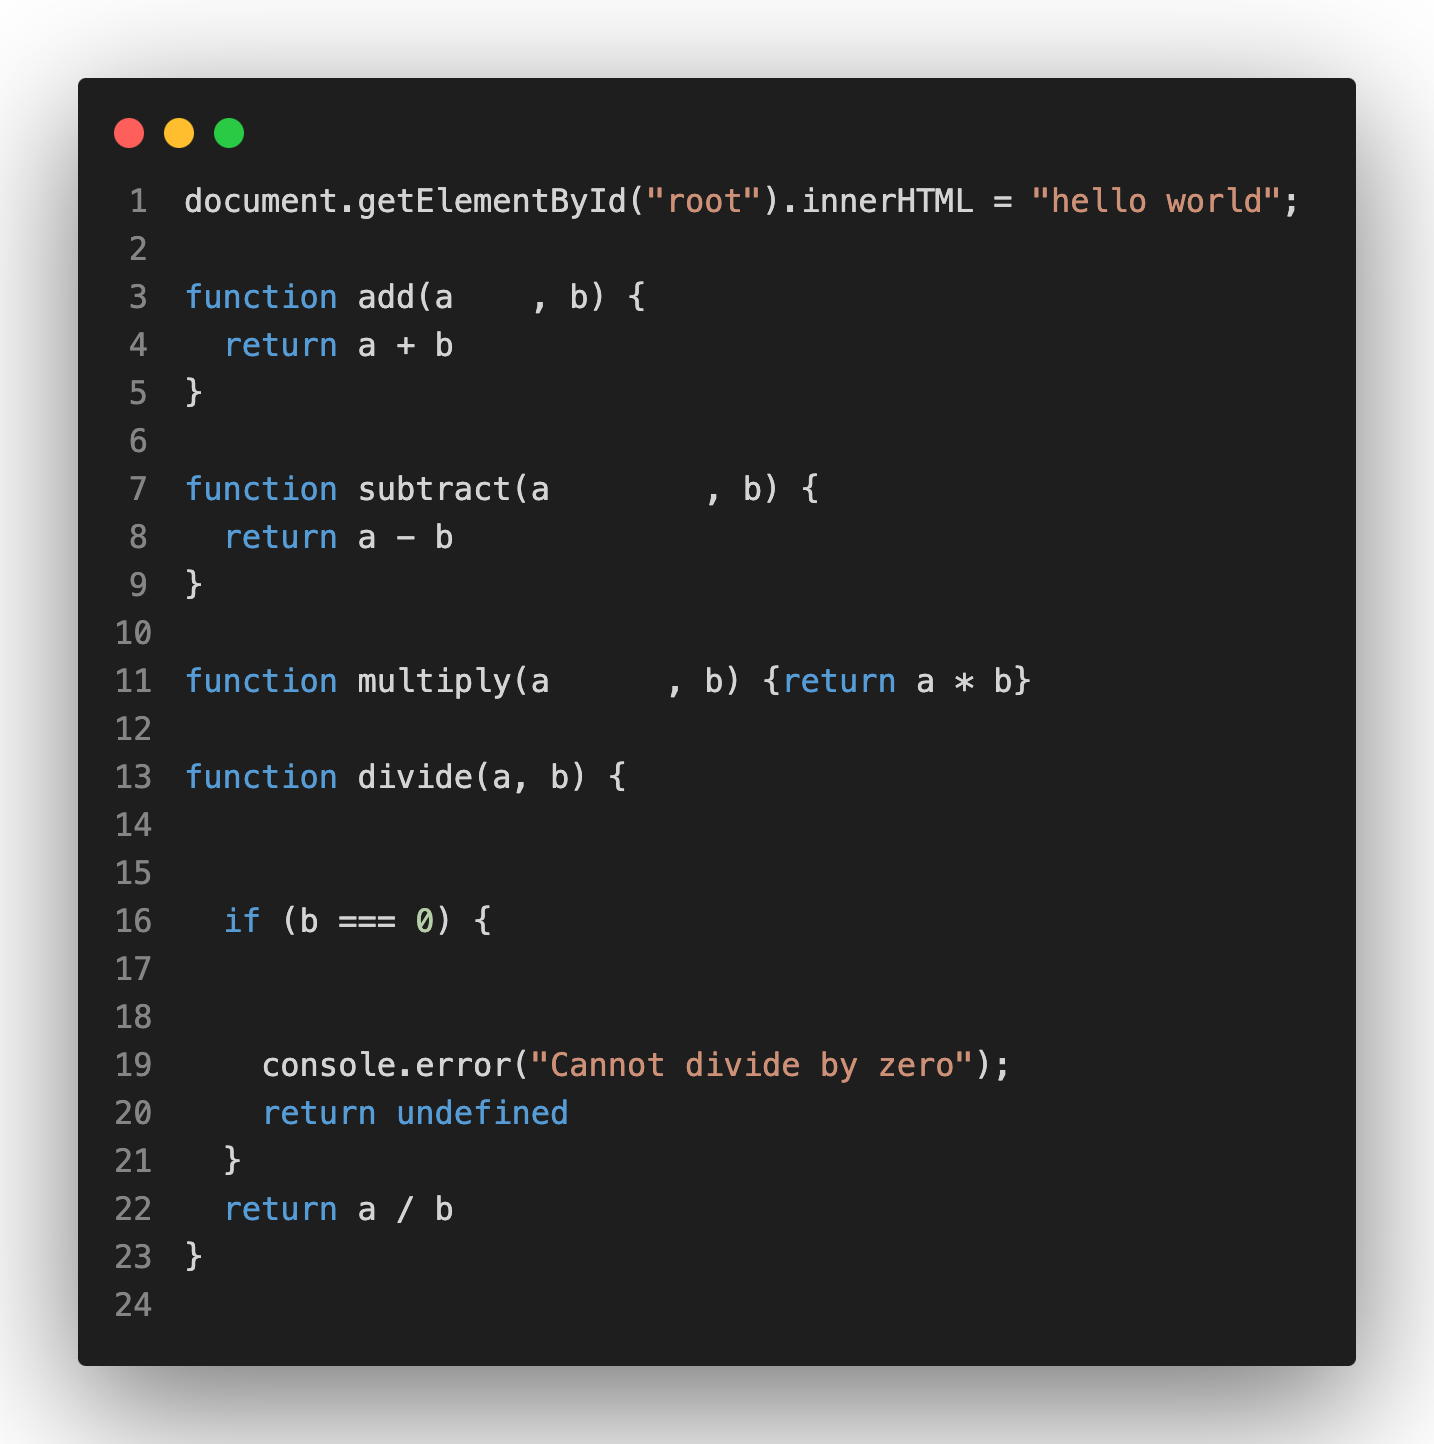 1 document.getElementById("root").innerHTML = "hello world";
2
3 function add(a    , b) {
4   return a + b
5 }
6
7 function subtract(a        , b) {
8   return a - b
9 }
10
11 function multiply(a      , b) {return a * b}
12
13 function divide(a, b) {
14
15
16   if (b === 0) {
17
18
19     console.error("Cannot divide by zero");
20     return undefined
21   }
22   return a / b
23 }
24